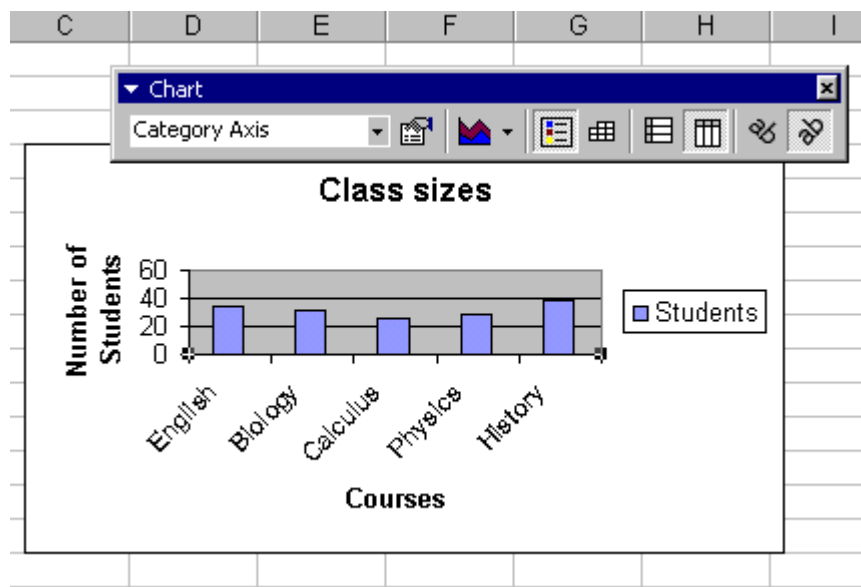 C D E F G H I
Chart
Category Axis
Class sizes
Number of
Students
60
40
20
0
Students
English Biology Calculus Physics History
Courses